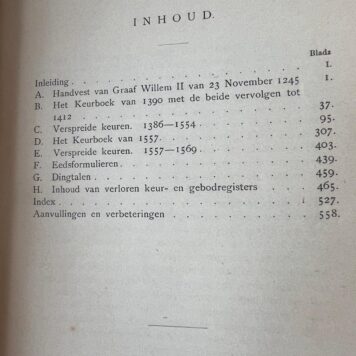 INHOUD.
Bladz
Inleiding . . . . . . . . . . I.
A. Handvest van Graaf Willem II van 23 November 1245 1.
B. Het Keurboek van 1390 met de beide vervolgen tot
1412 . . . . . . . . . . 37.
C. Verspreide keuren. 1386—1554 . . . . . . 95.
D. Het Keurboek van 1557. . . . . . . . 307.
E. Verspreide keuren. 1557—1569 . . . . . . 403.
F. Eedsformulieren . . . . . . . . . 439.
G. Dingtalen . . . . . . . . . . 459.
H. Inhoud van verloren keur- en gebodregisters . . . 465.
Index . . . . . . . . . . . 527.
Aanvullingen en verbeteringen . . . . . . . 558.